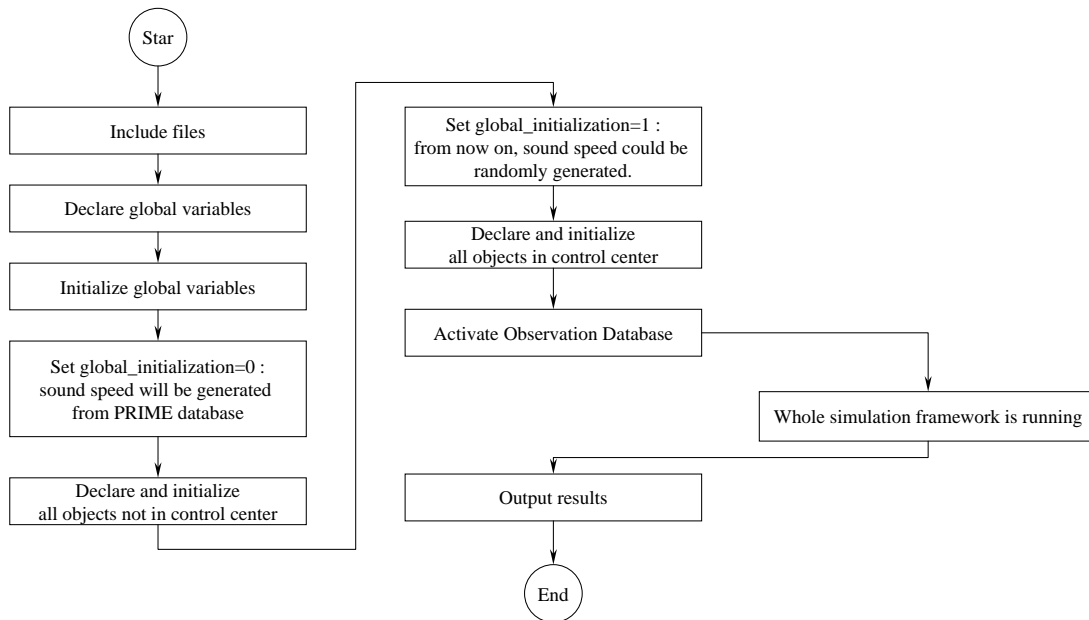 Star
Include files
Declare global variables
Initialize global variables
Set global_initialization=0 :
sound speed will be generated
from PRIME database
Declare and initialize
all objects not in control center
Set global_initialization=1 :
from now on, sound speed could be
randomly generated.
Declare and initialize
all objects in control center
Activate Observation Database
Whole simulation framework is running
Output results
End